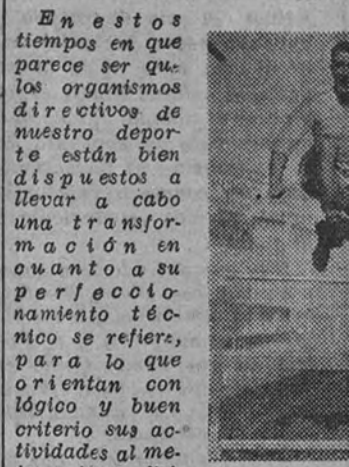 En estos
tiempos en que
parece ser que
los organismos
directivos de
nuestro depor-
te están bien
dispuestos a
llevar a cabo
una transfor-
mación en
cuanto a su
perfeccio-
namiento téc-
nico se refiere,
para lo que
orientan con
lógico y buen
criterio sus ac-
tividades al me-